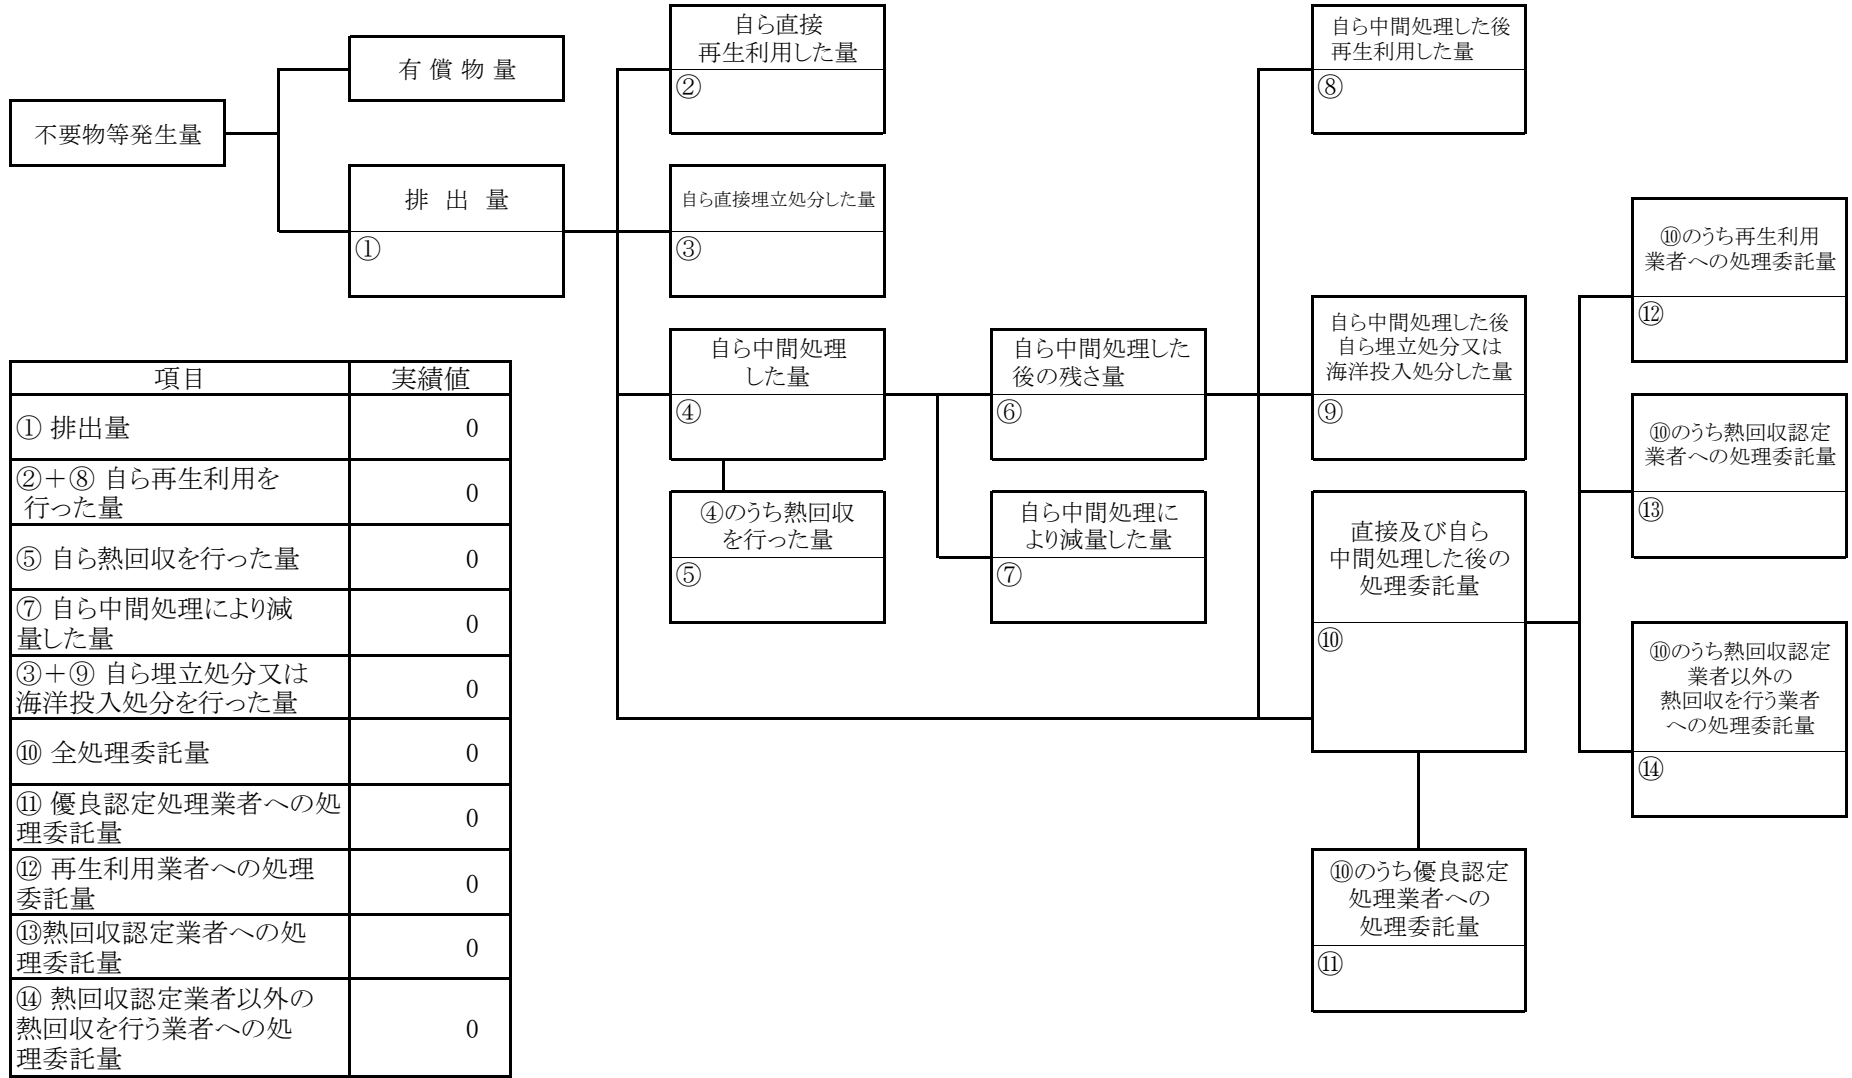 不要物等発生量
有 償 物 量
排 出 量
①
自ら直接
再生利用した量
②
自ら直接埋立処分した量
③
自ら中間処理
した量
④
④のうち熱回収
を行った量
⑤
自ら中間処理した
後の残さ量
⑥
自ら中間処理に
より減量した量
⑦
自ら中間処理した後
再生利用した量
⑧
自ら中間処理した後
自ら埋立処分又は
海洋投入処分した量
⑨
直接及び自ら
中間処理した後の
処理委託量
⑩
⑩のうち優良認定
処理業者への
処理委託量
⑪
⑩のうち再生利用
業者への処理委託量
⑫
⑩のうち熱回収認定
業者への処理委託量
⑬
⑩のうち熱回収認定
業者以外の
熱回収を行う業者
への処理委託量
⑭
項目 実績値
① 排出量 0
②＋⑧ 自ら再生利用を
行った量 0
⑤ 自ら熱回収を行った量 0
⑦ 自ら中間処理により減
量した量 0
③＋⑨ 自ら埋立処分又は
海洋投入処分を行った量 0
⑩ 全処理委託量 0
⑪ 優良認定処理業者への処
理委託量 0
⑫ 再生利用業者への処理
委託量 0
⑬熱回収認定業者への処
理委託量 0
⑭ 熱回収認定業者以外の
熱回収を行う業者への処 0
理委託量